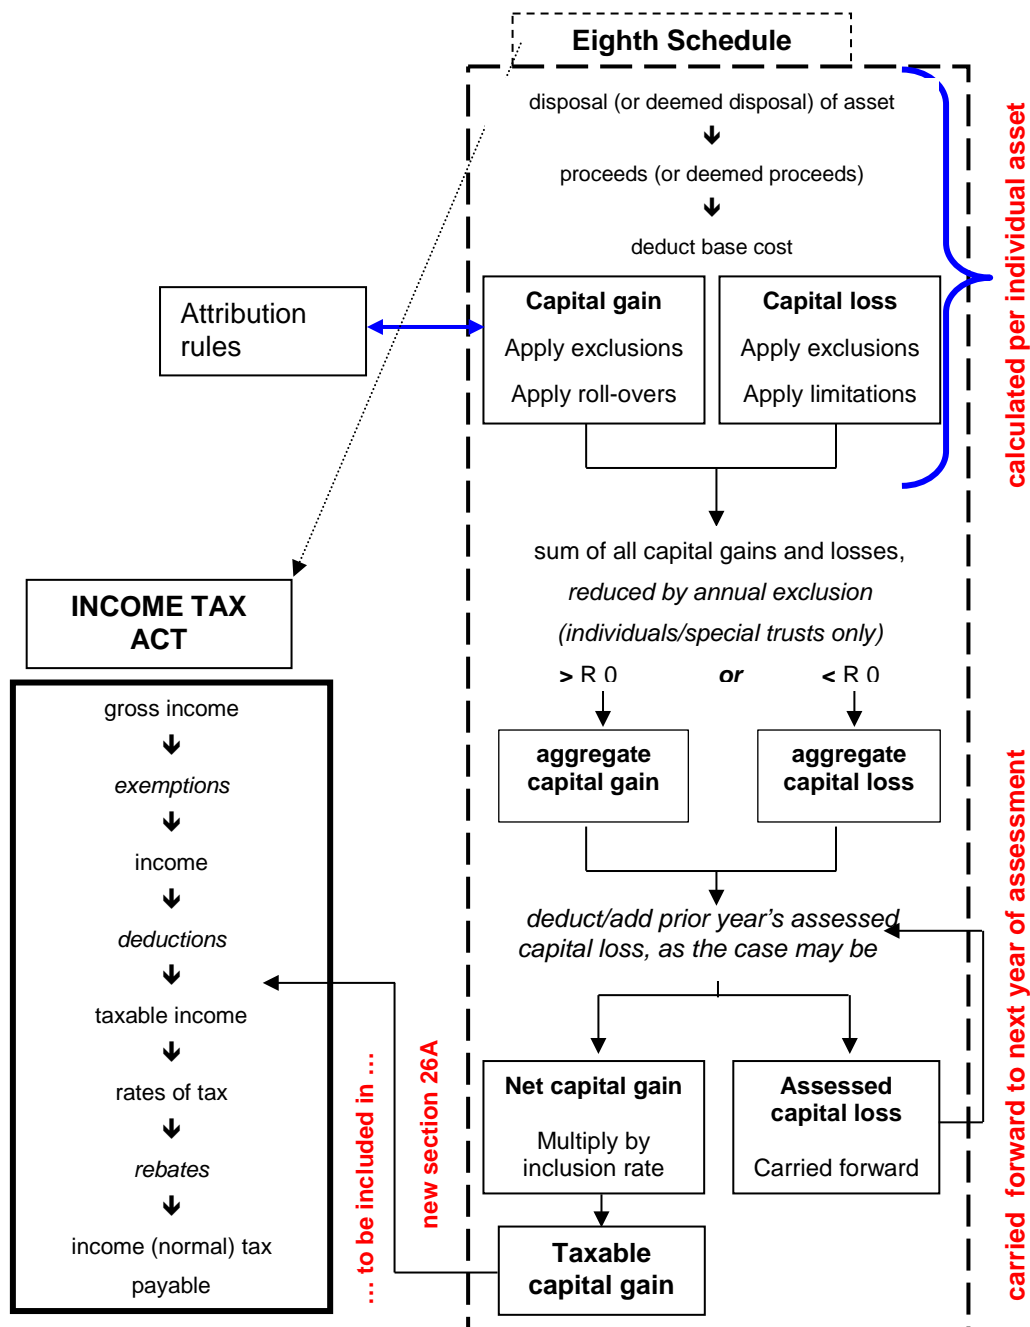 Eighth Schedule
disposal (or deemed disposal) of asset
proceeds (or deemed proceeds)
deduct base cost
calculated per individual asset
Attribution
rules
Capital gain
Apply exclusions
Apply roll-overs
Capital loss
Apply exclusions
Apply limitations
sum of all capital gains and losses,
reduced by annual exclusion
(individuals/special trusts only)
> R 0 or < R 0
aggregate
capital gain
aggregate
capital loss
deduct/add prior year's assessed
capital loss, as the case may be
Net capital gain
Multiply by
inclusion rate
Assessed
capital loss
Carried forward
carried forward to next year of assessment
Taxable
capital gain
new section 26A
… to be included in …
INCOME TAX
ACT
gross income
exemptions
income
deductions
taxable income
rates of tax
rebates
income (normal) tax
payable